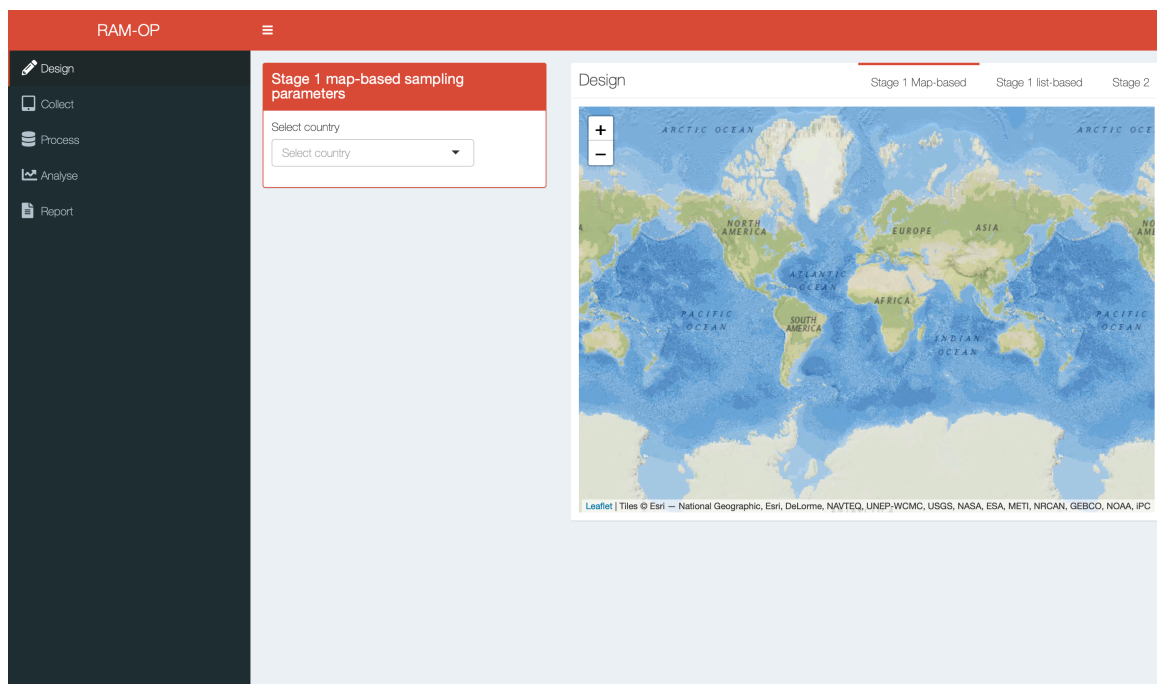 RAM-OP
Design
Collect
Process
Analyse
Report
Stage 1 map-based sampling
parameters
Select country
Select country
Design
Stage 1 Map-based
Stage 1 list-based
Stage 2
+
−
ARCTIC OCEAN
ARCTIC OCE
NORTH
AMERICA
EUROPE
ASIA
NO
AME
A
ATLANTIC
OCEAN
AFRICA
PACIFIC
OCEAN
SOUTH
AMERICA
INDIAN
OCEAN
PACIFIC
OCEAN
Leaflet | Tiles © Esri — National Geographic, Esri, DeLorme, NAVTEQ, UNEP-WCMC, USGS, NASA, ESA, METI, NRCAN, GEBCO, NOAA, iPC